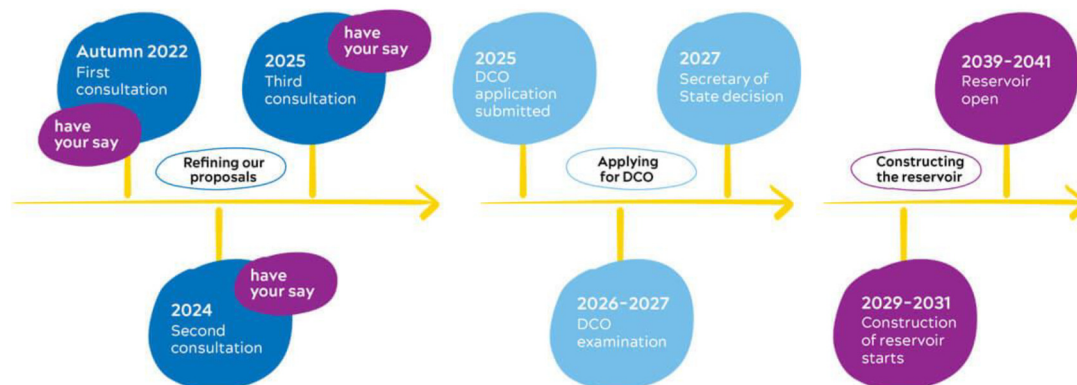 Autumn 2022
First
consultation
have
your say
2024
Second
consultation
have
your say
2025
Third
consultation
have
your say
Refining our
proposals
2025
DCO
application
submitted
2026–2027
DCO
examination
2027
Secretary of
State decision
Applying
for DCO
2029–2031
Construction
of reservoir
starts
2039–2041
Reservoir
open
Constructing
the reservoir